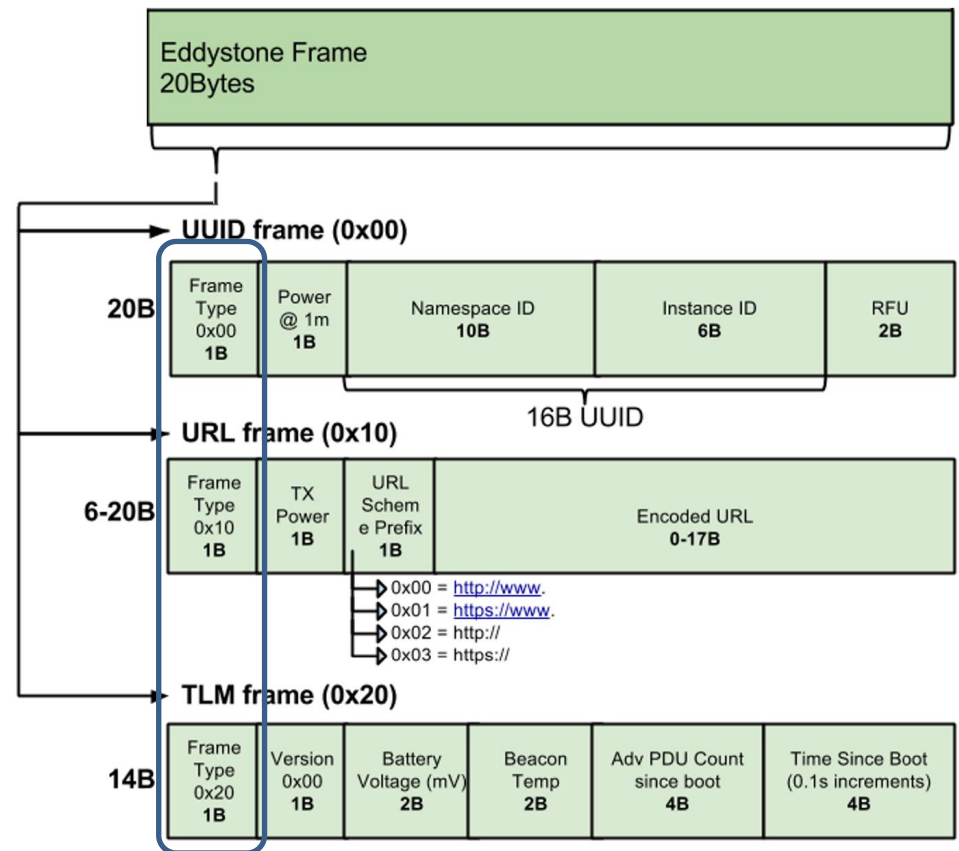 Eddystone Frame
20Bytes
UUID frame (0x00)
20B
Frame
Type
0x00
1B
Power
@ 1m
1B
Namespace ID
10B
Instance ID
6B
RFU
2B
16B UUID
URL frame (0x10)
6-20B
Frame
Type
0x10
1B
TX
Power
1B
URL
Schem
e Prefix
1B
Encoded URL
0-17B
0x00 = http://www.
0x01 = https://www.
0x02 = http://
0x03 = https://
TLM frame (0x20)
14B
Frame
Type
0x20
1B
Version
0x00
1B
Battery
Voltage (mV)
2B
Beacon
Temp
2B
Adv PDU Count
since boot
4B
Time Since Boot
(0.1s increments)
4B